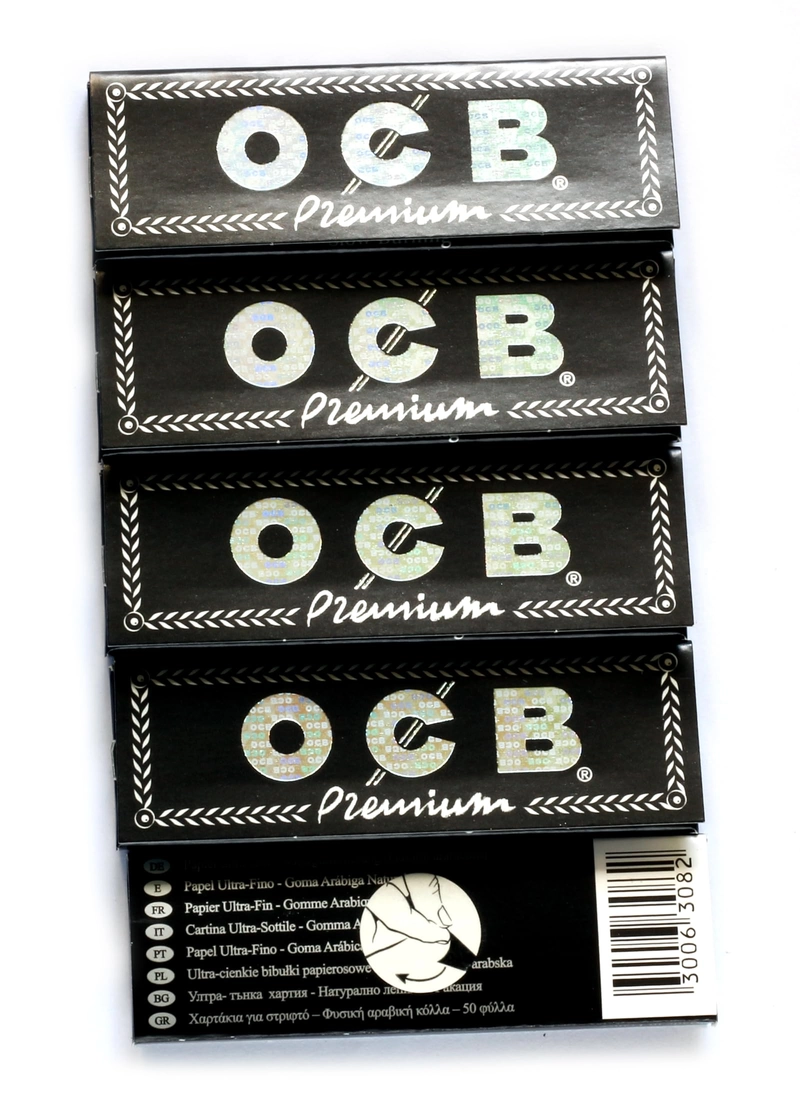 OCB®
Premium
OCB®
Premium
OCB®
Premium
OCB®
Premium
DE
E Papel Ultra-Fino - Goma Arábiga
FR Papier Ultra-Fin - Gomme
IT Cartina Ultra-Sottile - Gomma
PT Papel Ultra-Fino - Goma
PL Ultra-cienkie bibułki papierosowe
BG Ултра- тънка хартия - Натурално
GR Χαρτάκια για στριφτό – Φυσική αραβική κόλλα – 50 φύλλα
3006 3082